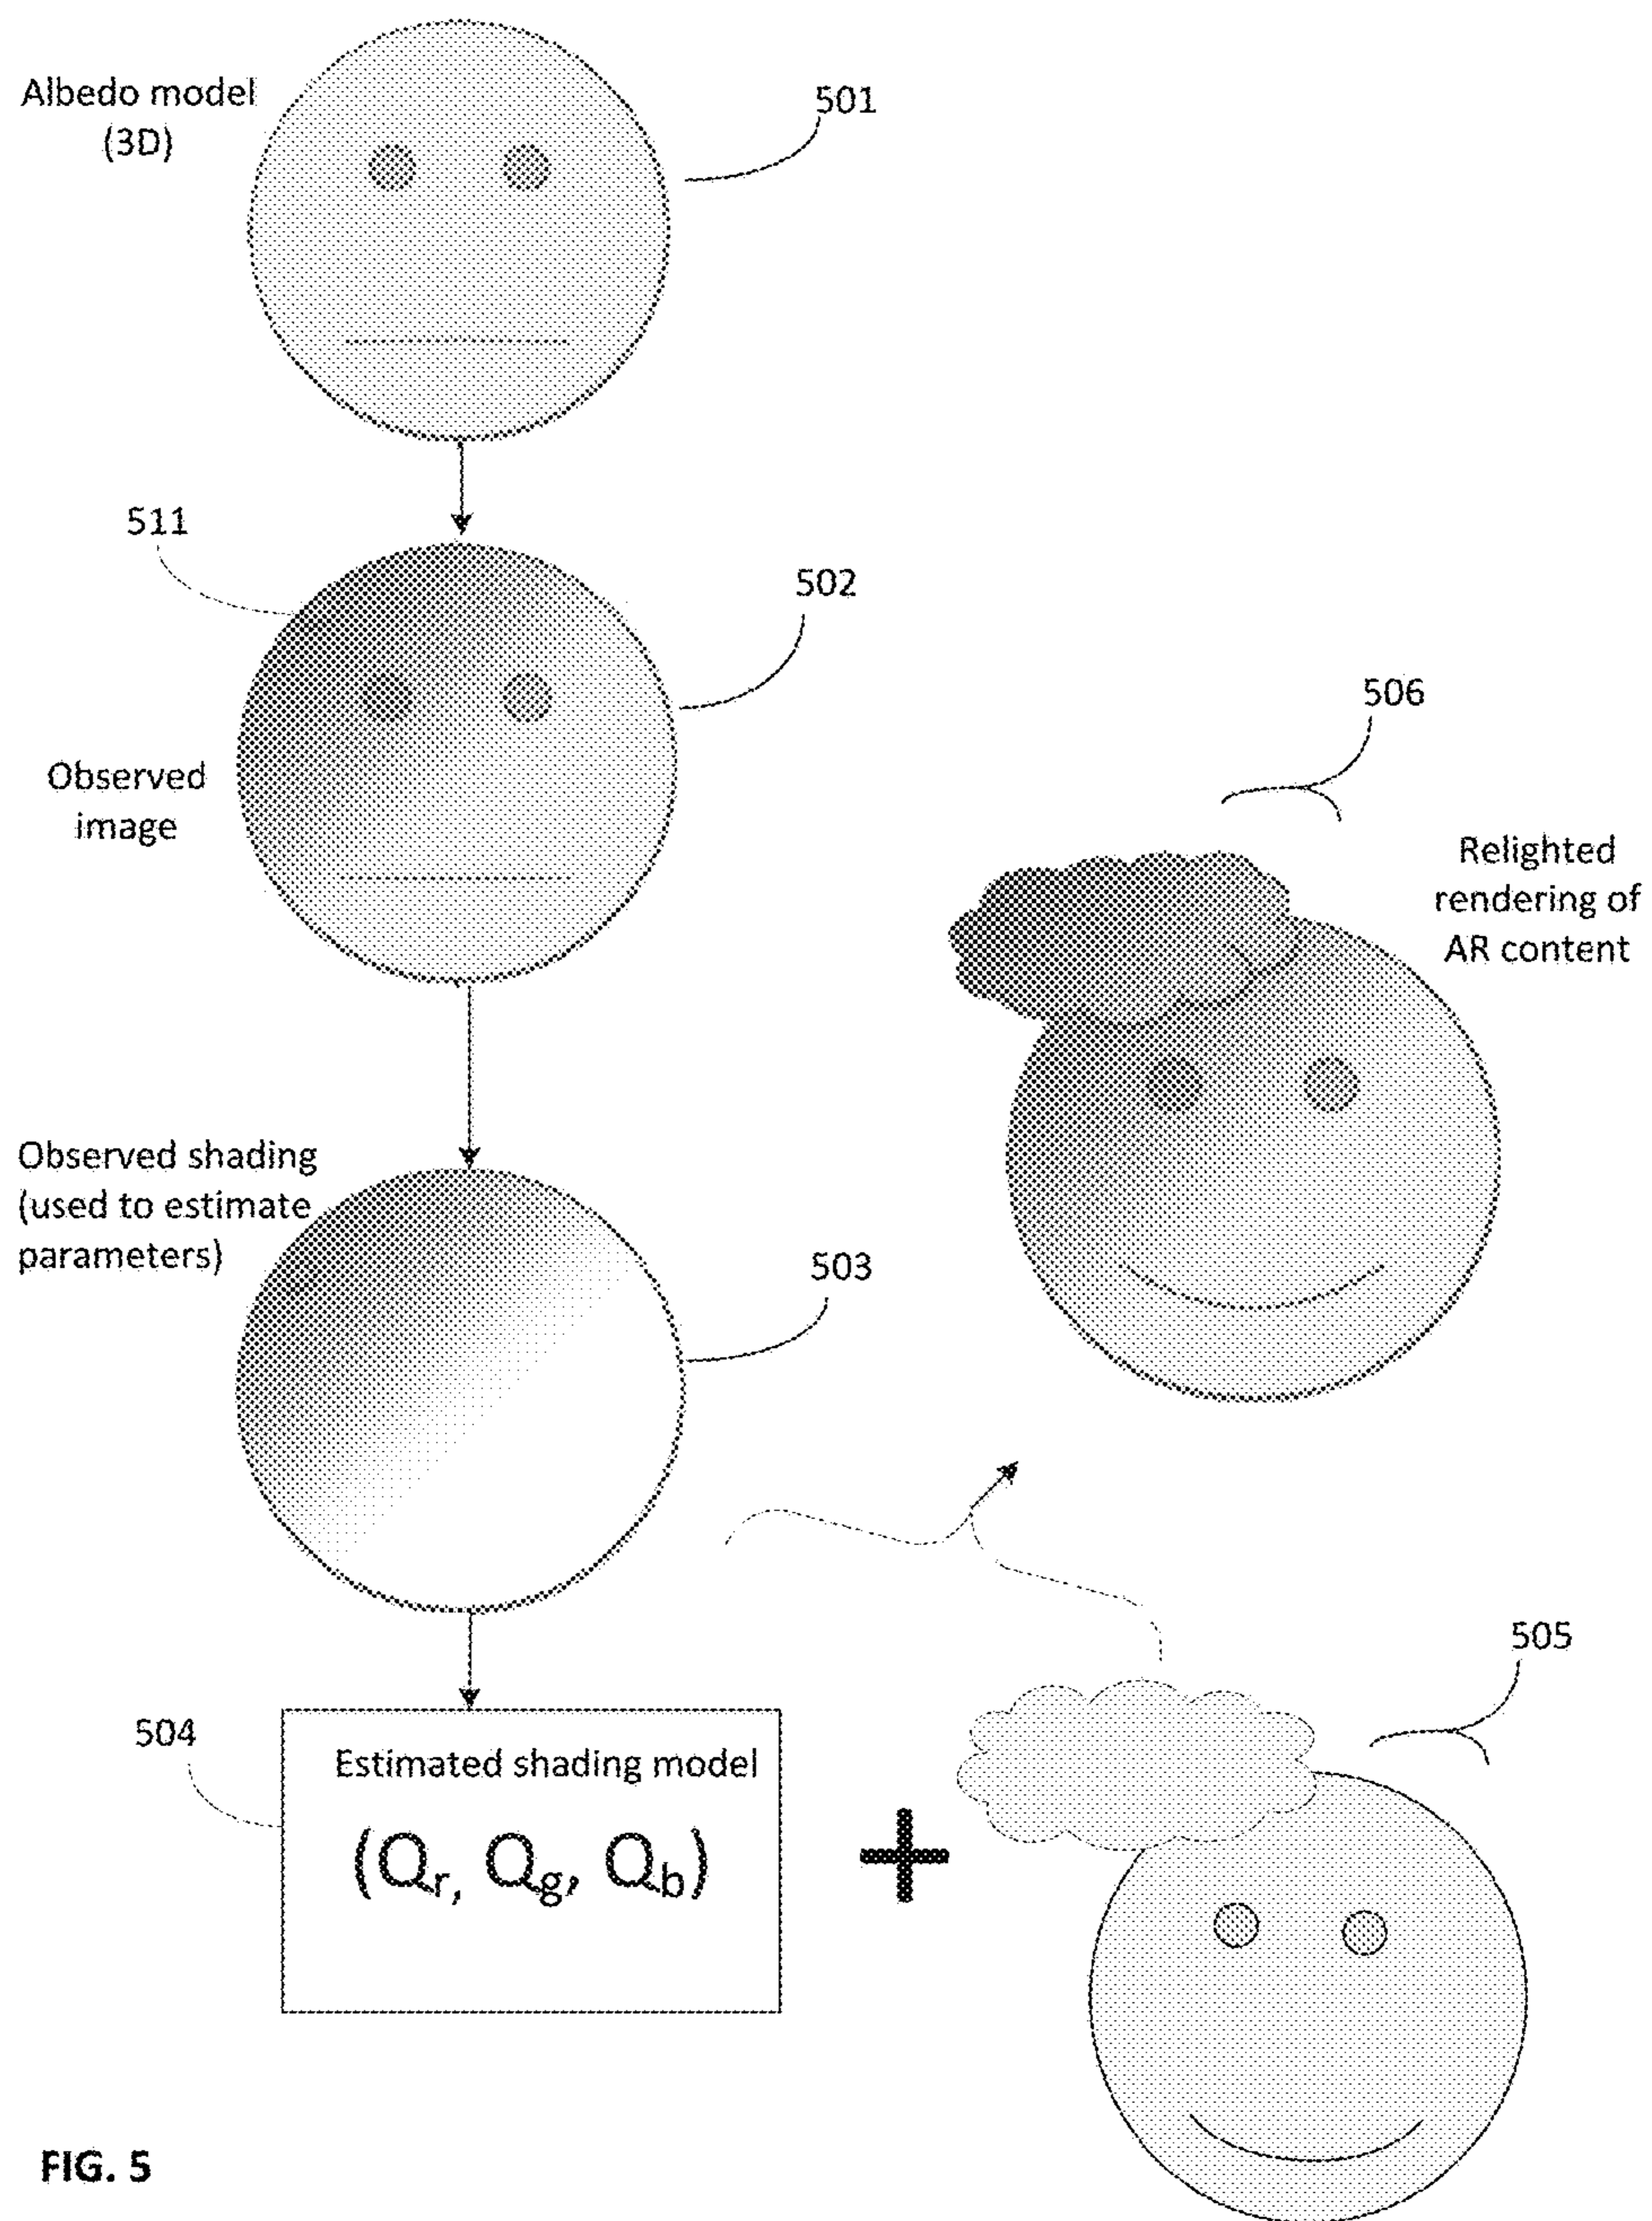 Albedo model
(3D)
501
511
502
Observed
image
506
Relighted
rendering of
AR content
Observed shading
(used to estimate
parameters)
503
505
504
Estimated shading model
(Qr, Qg, Qb)
+
FIG. 5